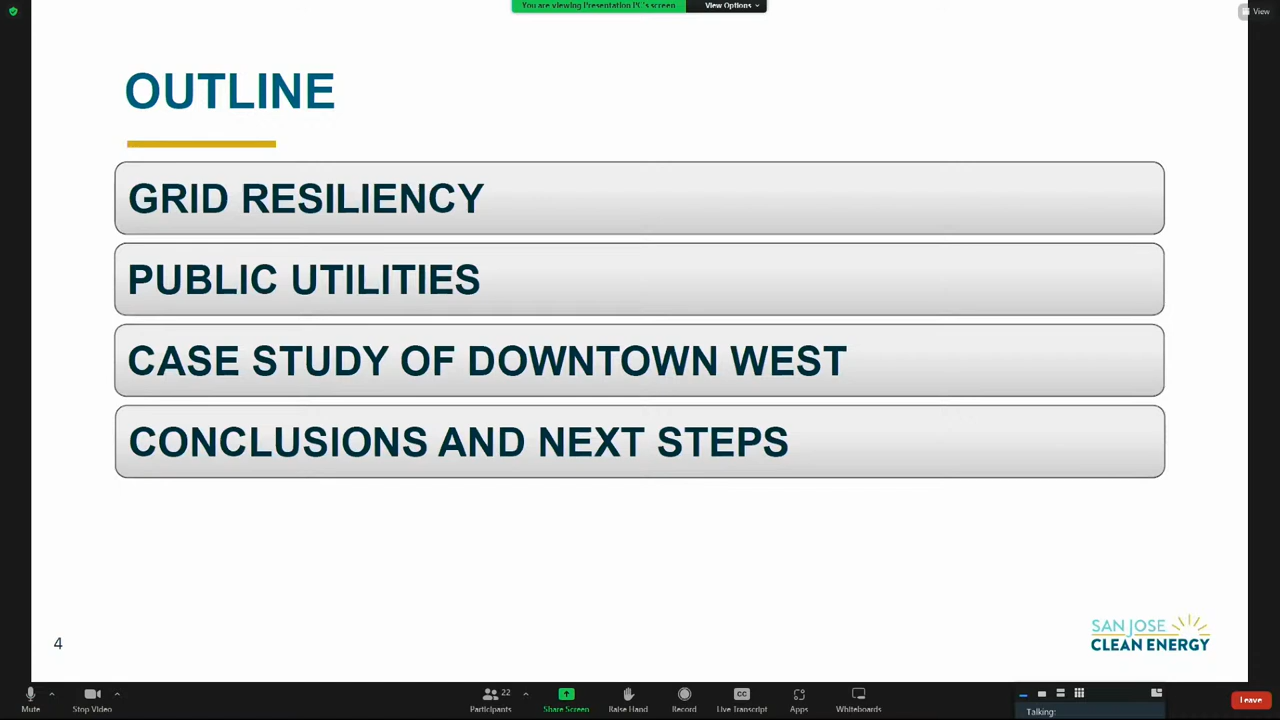 You are viewing Presentation PC's screen
View Options
View
OUTLINE
GRID RESILIENCY
PUBLIC UTILITIES
CASE STUDY OF DOWNTOWN WEST
CONCLUSIONS AND NEXT STEPS
4
SAN JOSE
CLEAN ENERGY
22
Mute
Stop Video
Participants
Share Screen
Raise Hand
Record
CC
Live Transcript
Apps
Whiteboards
Talking:
Leave